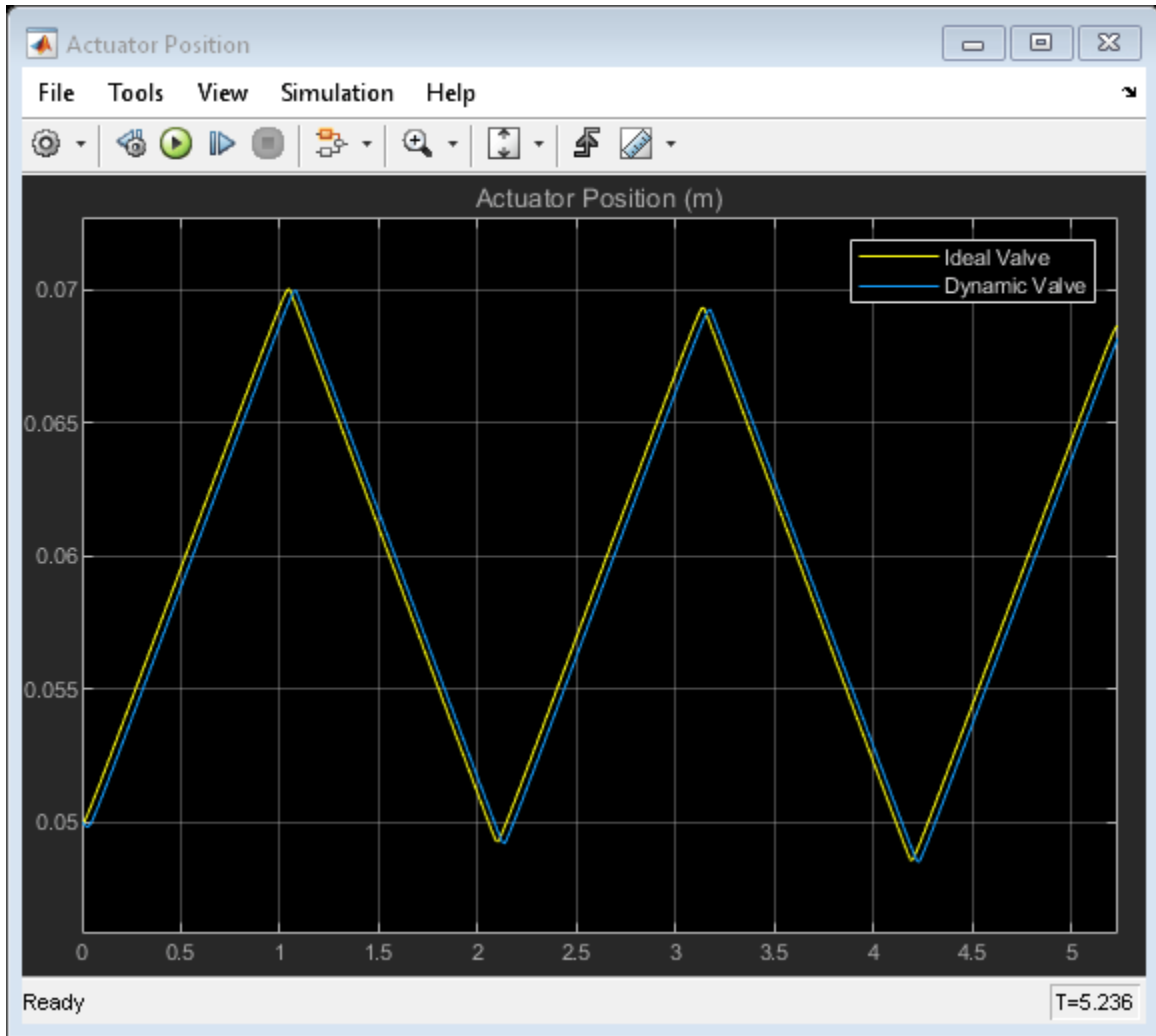 Actuator Position
File Tools View Simulation Help
Actuator Position (m)
Ideal Valve
Dynamic Valve
0.07
0.065
0.06
0.055
0.05
0 0.5 1 1.5 2 2.5 3 3.5 4 4.5 5
Ready T=5.236